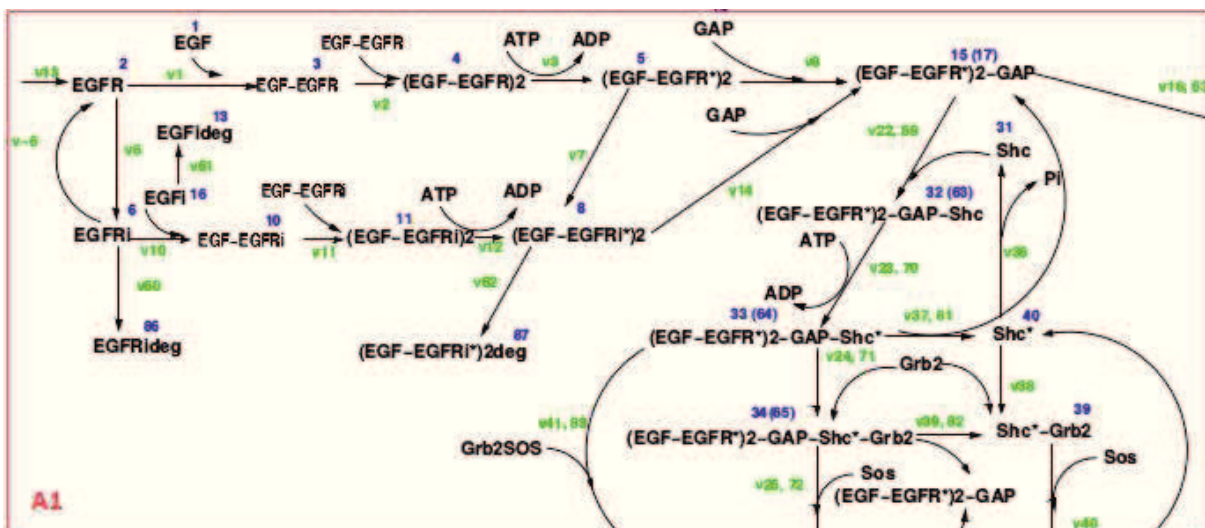 1
EGF
EGF-EGFR
ATP
ADP
GAP
v13
2
EGFR
v1
3
EGF-EGFR
v2
4
(EGF-EGFR)2
v3
5
(EGF-EGFR*)2
v8
15 (17)
(EGF-EGFR*)2-GAP
13
EGFideg
v-6
v6
v61
EGFi
16
GAP
v7
v14
v22, 69
31
Shc
Pi
6
EGFRi
v10
10
EGF-EGFRi
EGF-EGFRi
v11
11
(EGF-EGFRi)2
ATP
ADP
v12
8
(EGF-EGFRi*)2
32 (63)
(EGF-EGFR*)2-GAP-Shc
ATP
ADP
v23, 70
v36
v60
v62
86
EGFRideg
87
(EGF-EGFRi*)2deg
33 (64)
(EGF-EGFR*)2-GAP-Shc*
v37, 81
40
Shc*
v24, 71
Grb2
v38
v41, 83
34 (65)
(EGF-EGFR*)2-GAP-Shc*-Grb2
v39, 82
39
Shc*-Grb2
Grb2SOS
v25, 72
Sos
(EGF-EGFR*)2-GAP
Sos
v40
A1